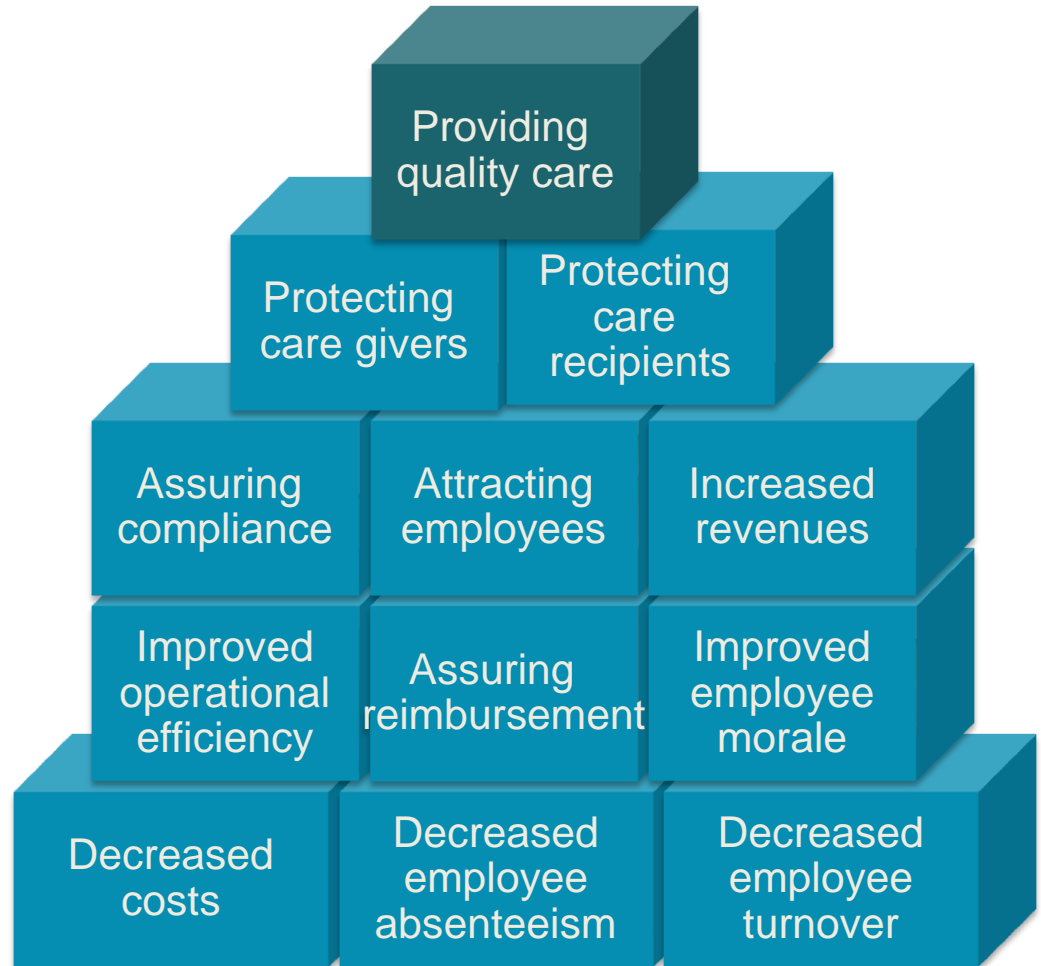 Providing
quality care
Protecting
care givers
Protecting
care
recipients
Assuring
compliance
Attracting
employees
Increased
revenues
Improved
operational
efficiency
Assuring
reimbursement
Improved
employee
morale
Decreased
costs
Decreased
employee
absenteeism
Decreased
employee
turnover